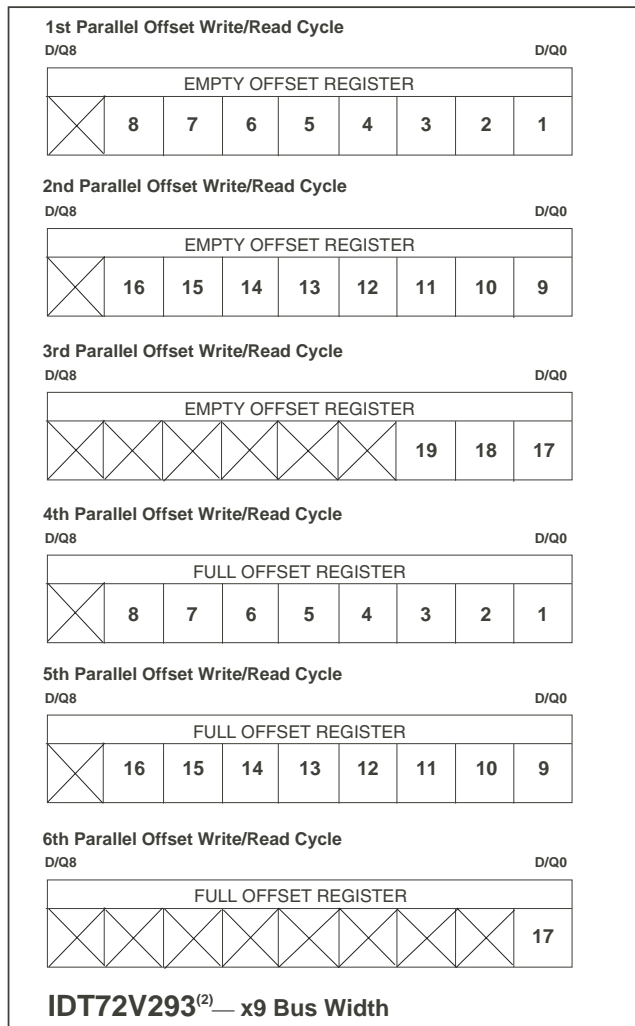 1st Parallel Offset Write/Read Cycle
D/Q8 D/Q0
EMPTY OFFSET REGISTER
8 7 6 5 4 3 2 1
2nd Parallel Offset Write/Read Cycle
D/Q8 D/Q0
EMPTY OFFSET REGISTER
16 15 14 13 12 11 10 9
3rd Parallel Offset Write/Read Cycle
D/Q8 D/Q0
EMPTY OFFSET REGISTER
19 18 17
4th Parallel Offset Write/Read Cycle
D/Q8 D/Q0
FULL OFFSET REGISTER
8 7 6 5 4 3 2 1
5th Parallel Offset Write/Read Cycle
D/Q8 D/Q0
FULL OFFSET REGISTER
16 15 14 13 12 11 10 9
6th Parallel Offset Write/Read Cycle
D/Q8 D/Q0
FULL OFFSET REGISTER
17
IDT72V293(2)— x9 Bus Width